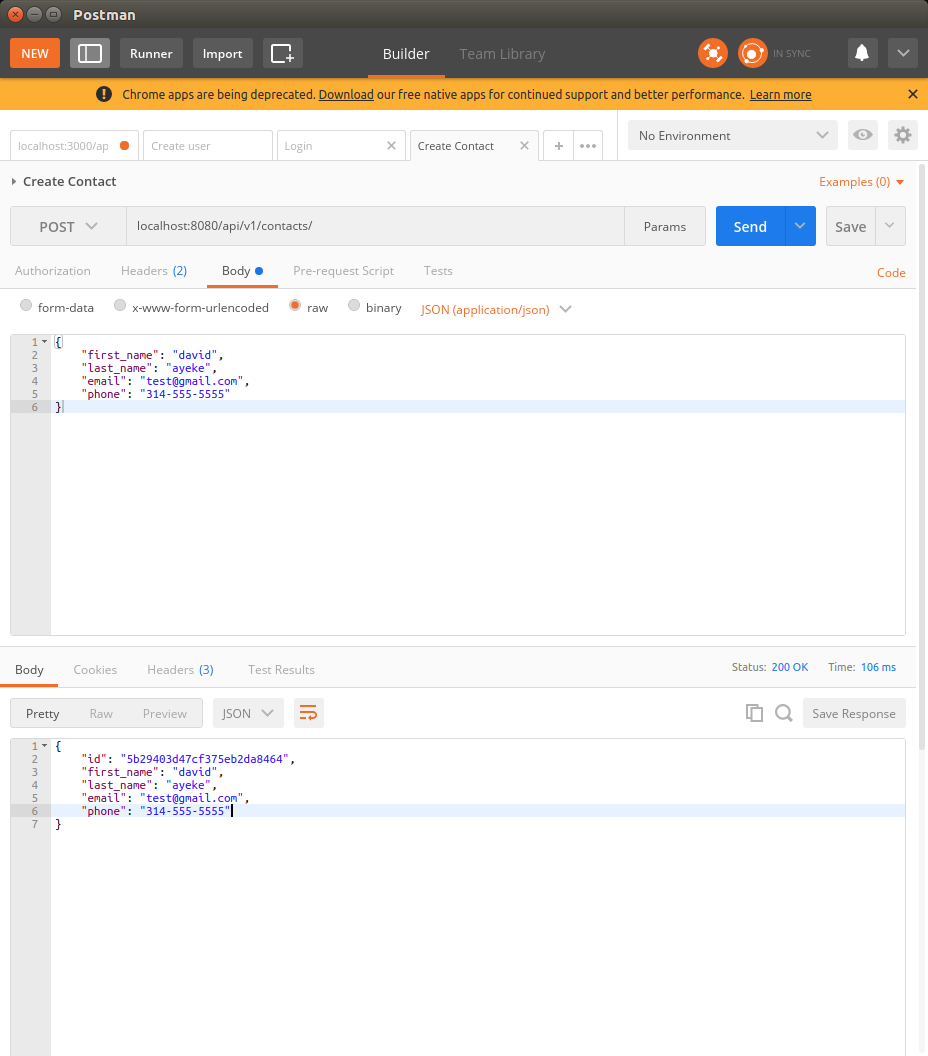 Postman
NEW Runner Import Builder Team Library IN SYNC
Chrome apps are being deprecated. Download our free native apps for continued support and better performance. Learn more
localhost:3000/ap Create user Login Create Contact No Environment
Create Contact Examples (0)
POST localhost:8080/api/v1/contacts/ Params Send Save
Authorization Headers (2) Body Pre-request Script Tests Code
form-data x-www-form-urlencoded raw binary JSON (application/json)
1 {
2 "first_name": "david",
3 "last_name": "ayeke",
4 "email": "test@gmail.com",
5 "phone": "314-555-5555"
6 }
Body Cookies Headers (3) Test Results Status: 200 OK Time: 106 ms
Pretty Raw Preview JSON Save Response
1 {
2 "id": "5b29403d47cf375eb2da8464",
3 "first_name": "david",
4 "last_name": "ayeke",
5 "email": "test@gmail.com",
6 "phone": "314-555-5555"
7 }